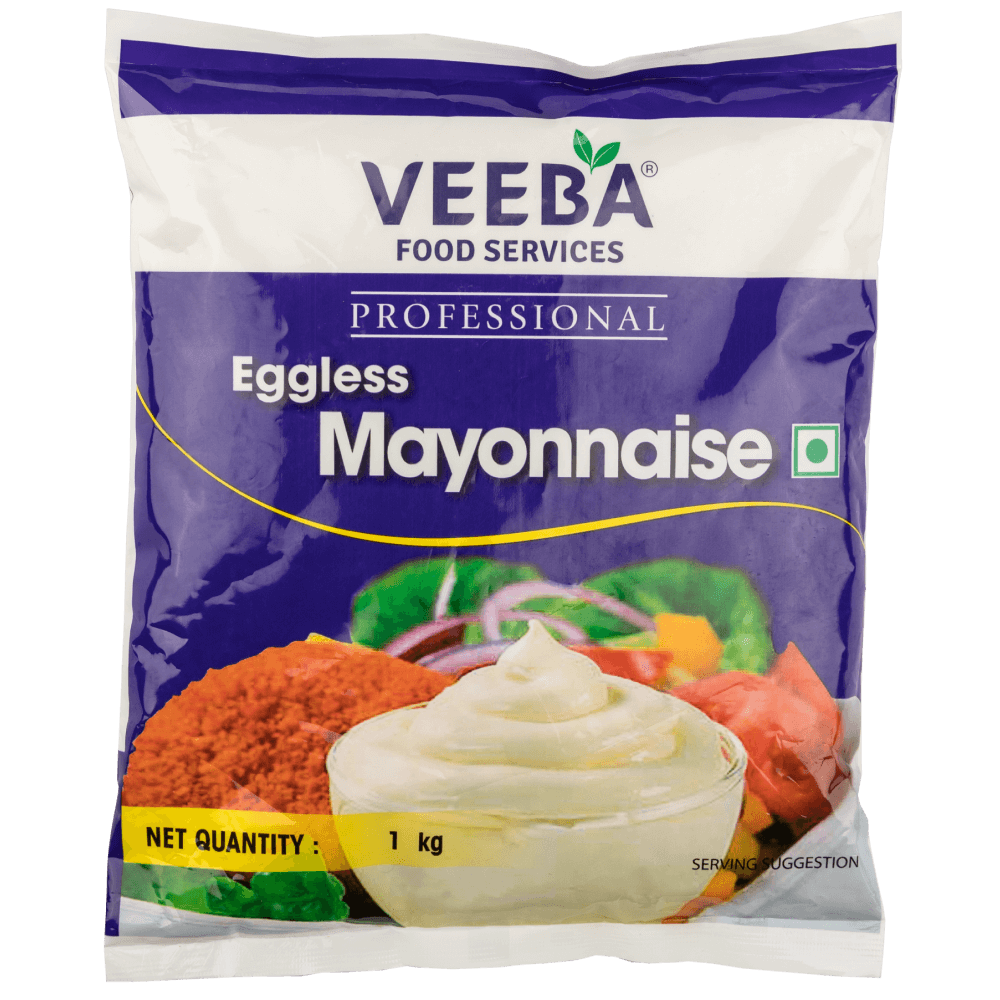 VEEBA®
FOOD SERVICES
PROFESSIONAL
Eggless
Mayonnaise
NET QUANTITY : 1 kg
SERVING SUGGESTION